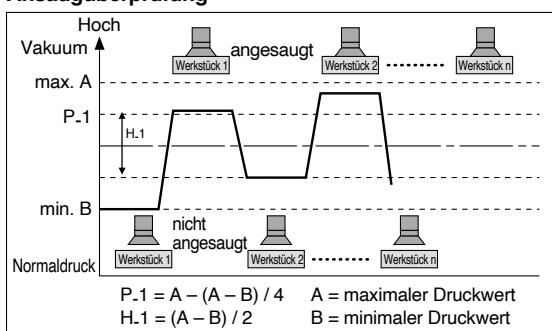 Ansaugüberprüfung
Hoch
Vakuum
Werkstück 1 angesaugt Werkstück 2 Werkstück n
max. A
P-1
H-1
min. B
nicht
angesaugt
Werkstück 1 Werkstück 2 Werkstück n
Normaldruck
P-1 = A – (A – B) / 4 A = maximaler Druckwert
H-1 = (A – B) / 2 B = minimaler Druckwert